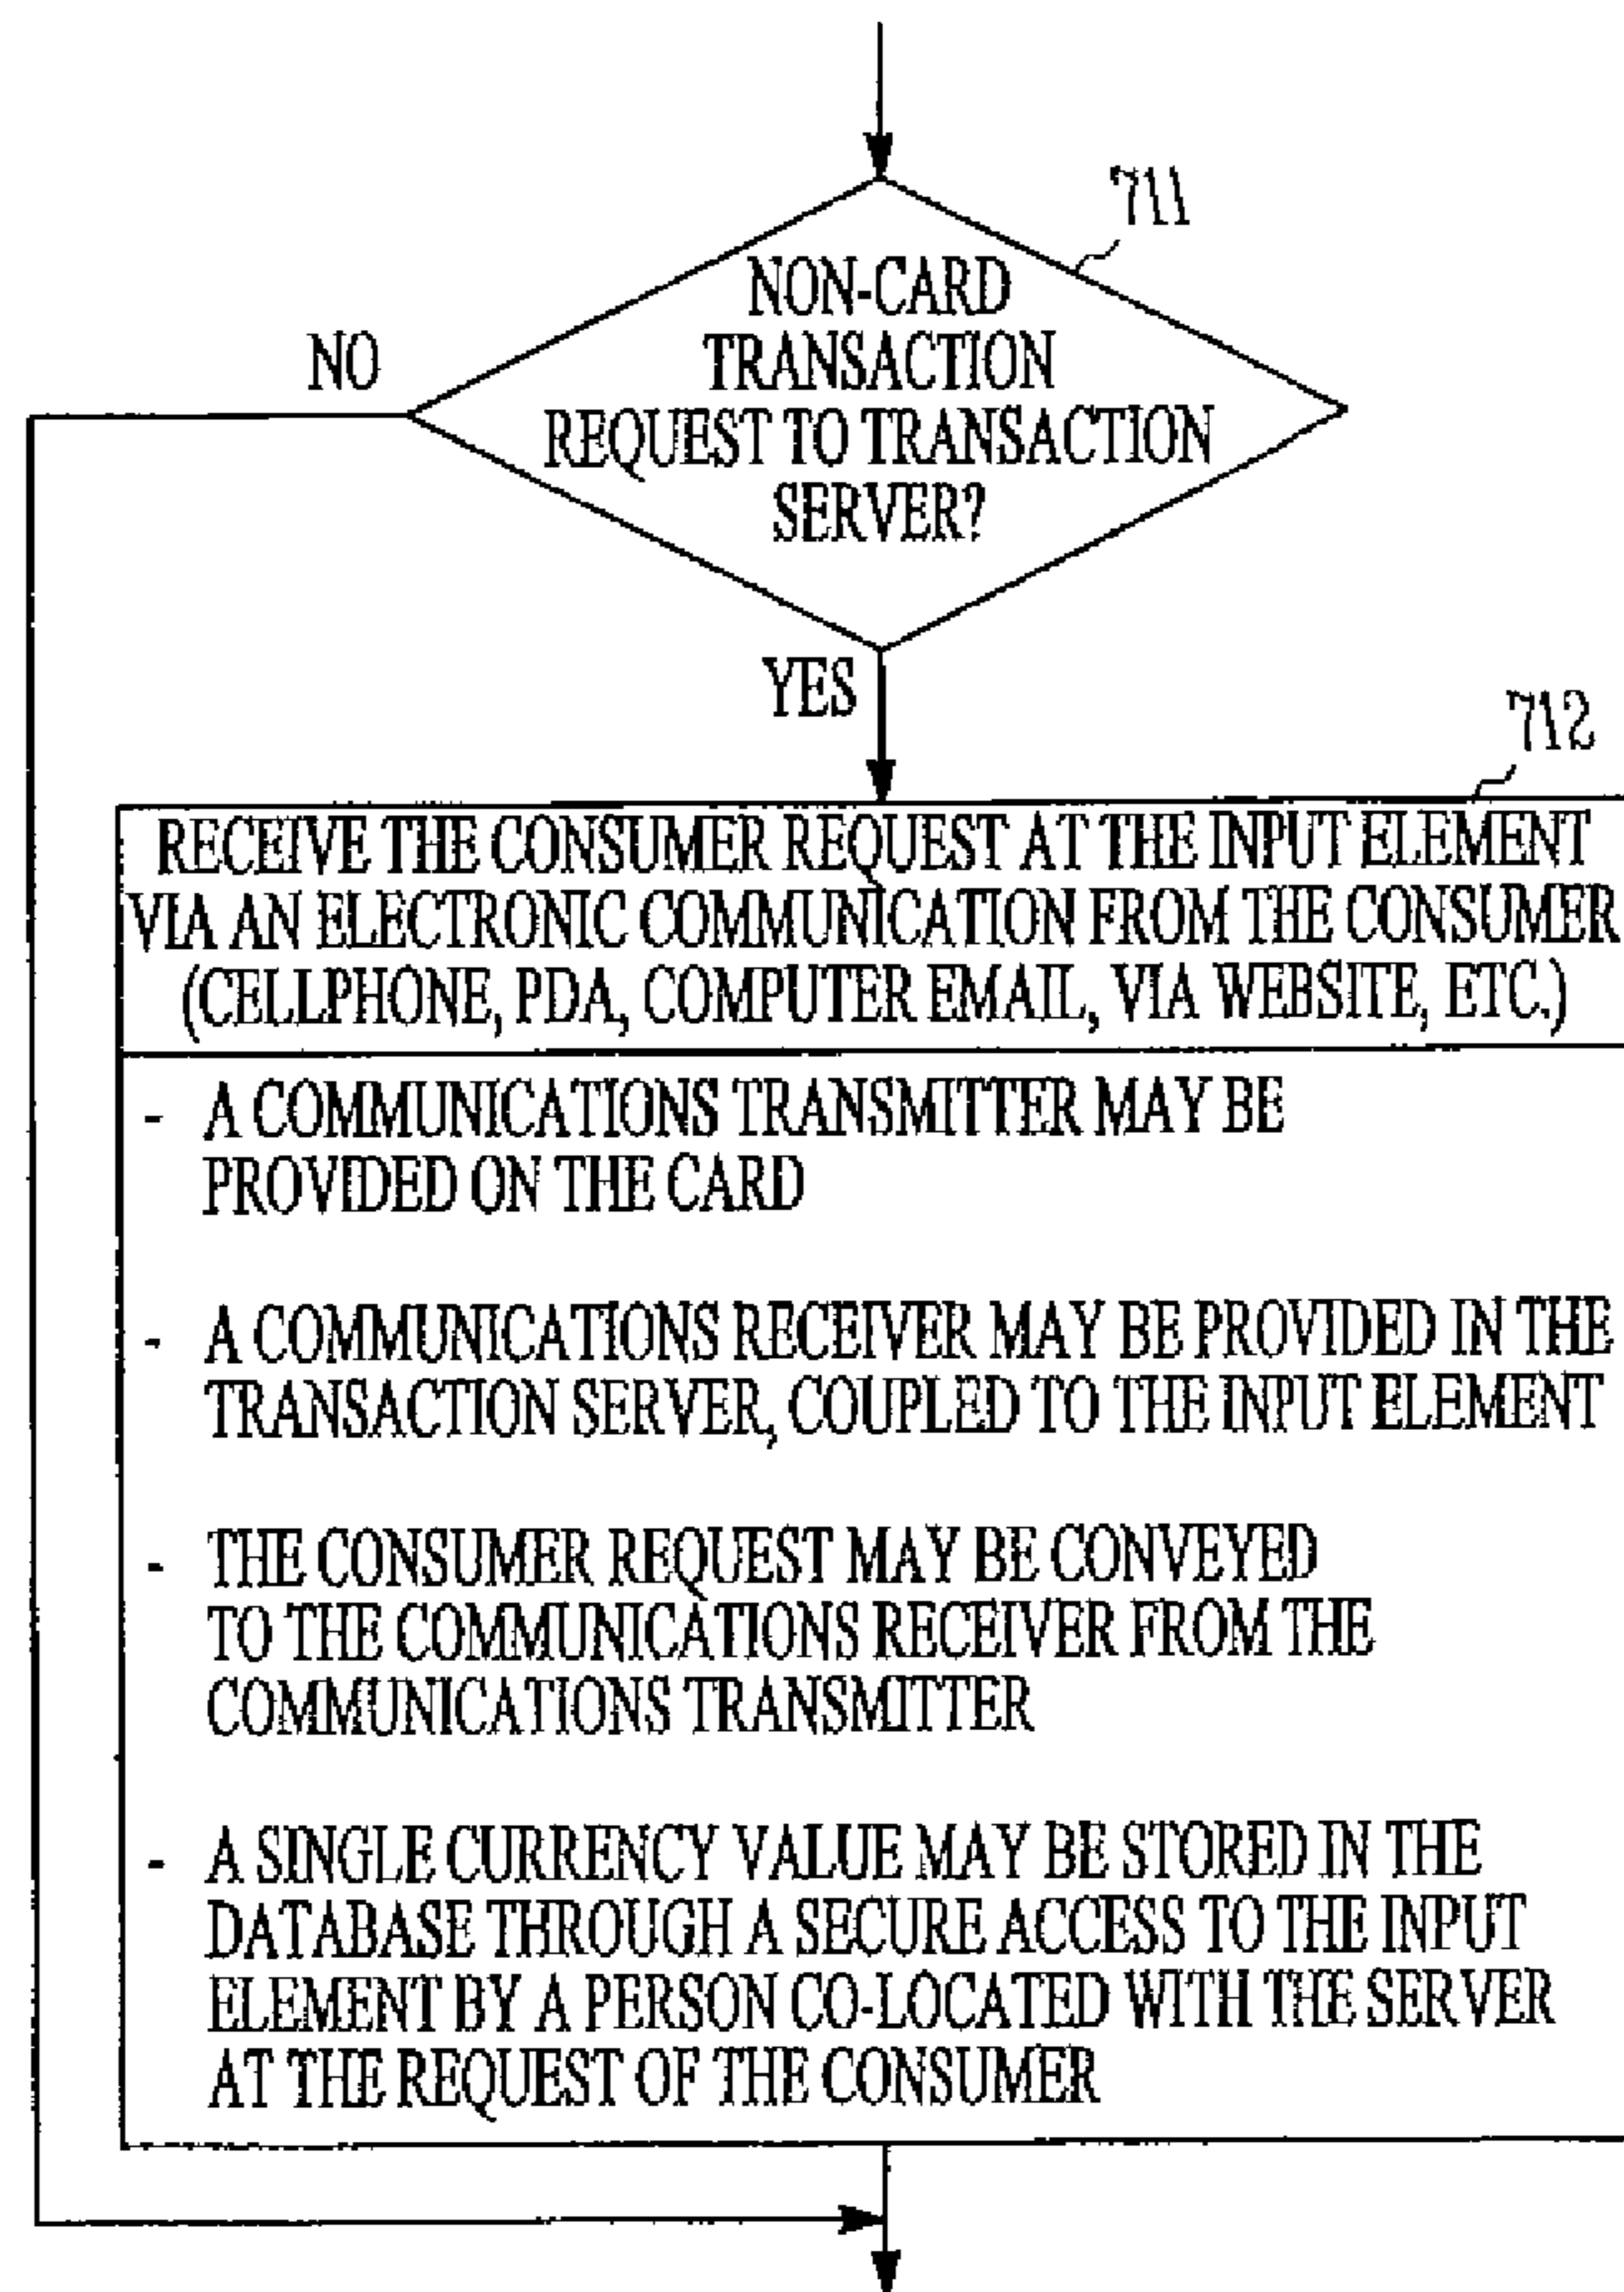 711
NON-CARD
TRANSACTION
REQUEST TO TRANSACTION
SERVER?
NO
YES
712
RECEIVE THE CONSUMER REQUEST AT THE INPUT ELEMENT
VIA AN ELECTRONIC COMMUNICATION FROM THE CONSUMER
(CELLPHONE, PDA, COMPUTER EMAIL, VIA WEBSITE, ETC.)
- A COMMUNICATIONS TRANSMITTER MAY BE
PROVIDED ON THE CARD
- A COMMUNICATIONS RECEIVER MAY BE PROVIDED IN THE
TRANSACTION SERVER, COUPLED TO THE INPUT ELEMENT
- THE CONSUMER REQUEST MAY BE CONVEYED
TO THE COMMUNICATIONS RECEIVER FROM THE
COMMUNICATIONS TRANSMITTER
- A SINGLE CURRENCY VALUE MAY BE STORED IN THE
DATABASE THROUGH A SECURE ACCESS TO THE INPUT
ELEMENT BY A PERSON CO-LOCATED WITH THE SERVER
AT THE REQUEST OF THE CONSUMER